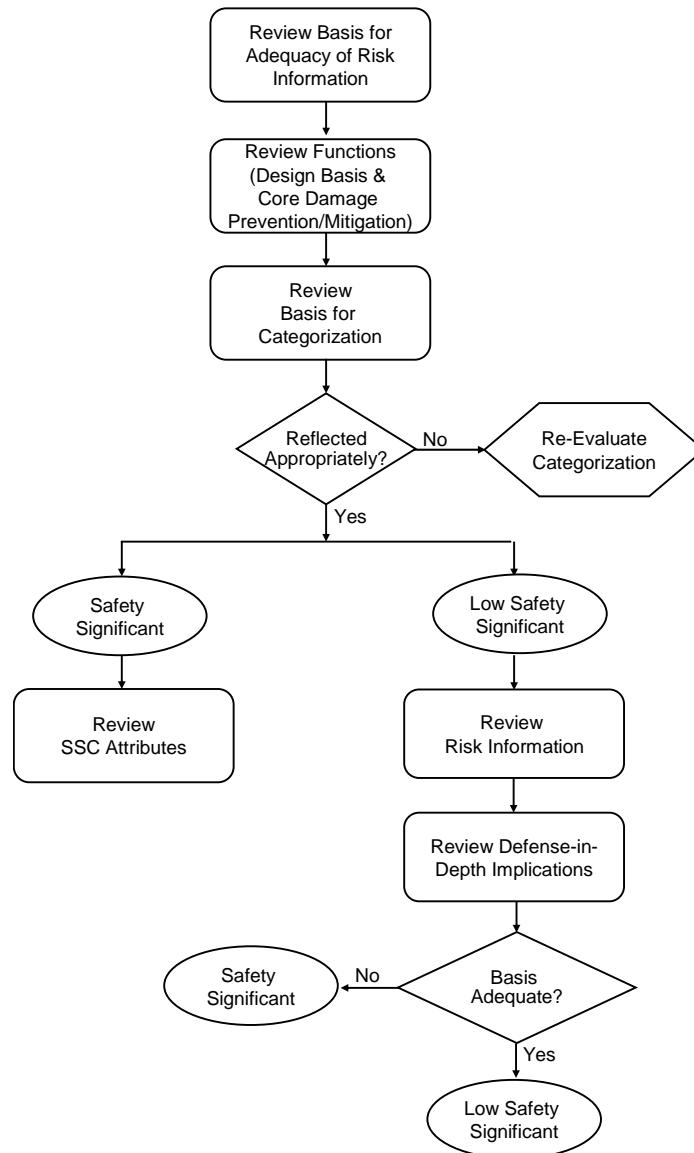 Review Basis for
Adequacy of Risk
Information
Review Functions
(Design Basis &
Core Damage
Prevention/Mitigation)
Review
Basis for
Categorization
Reflected
Appropriately?
No
Re-Evaluate
Categorization
Yes
Safety
Significant
Low Safety
Significant
Review
SSC Attributes
Review
Risk Information
Review Defense-in-
Depth Implications
Basis
Adequate?
No
Safety
Significant
Yes
Low Safety
Significant